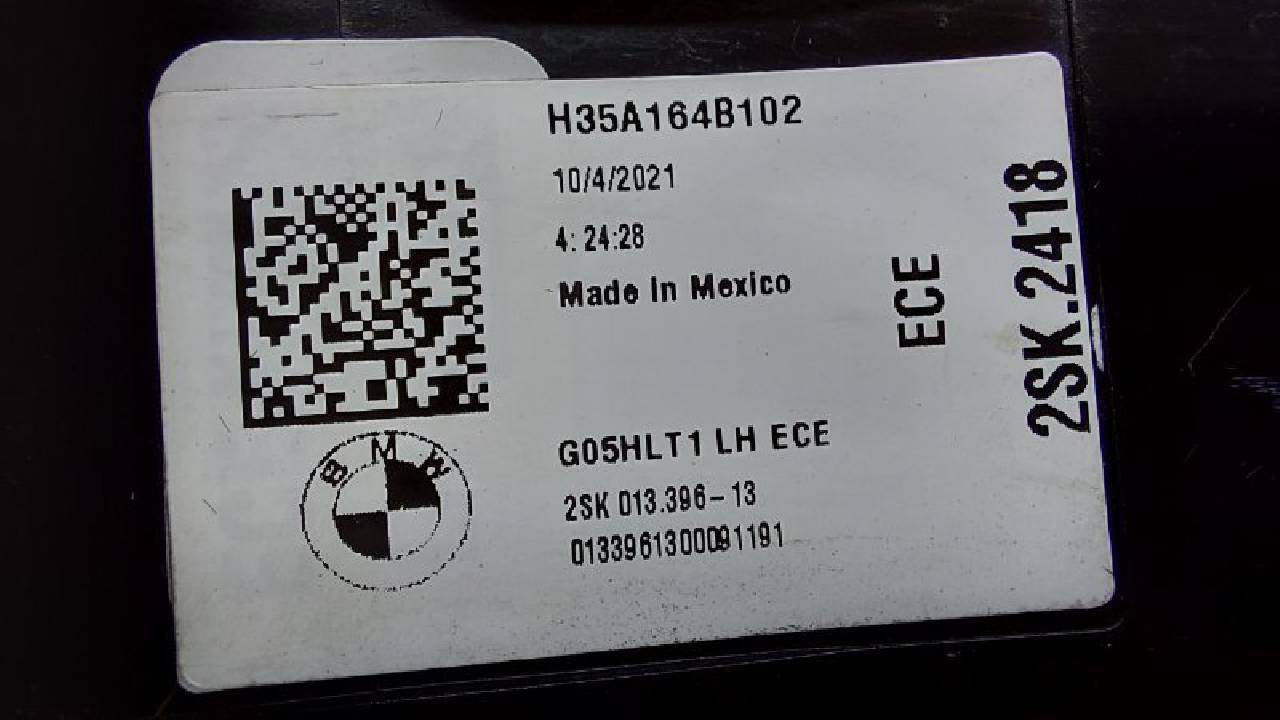 H35A164B102
10/4/2021
4: 24:28
Made In Mexico
ECE
2SK.2418
BMW
G05HLT1 LH ECE
2SK 013.396-13
0133961300091191